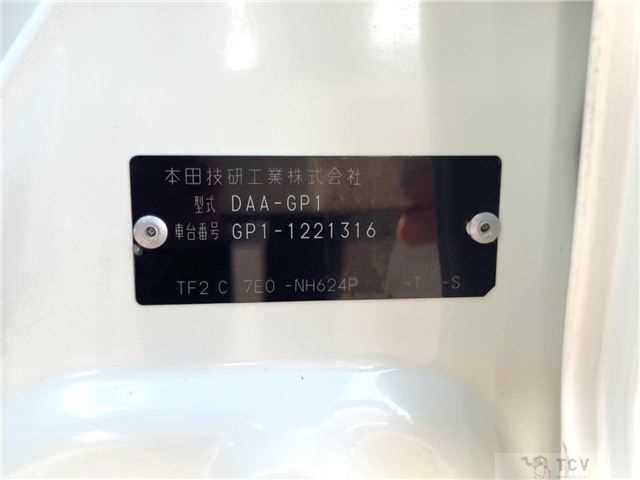 本田技研工業株式会社
型式 DAA-GP1
車台番号 GP1-1221316
TF2 C 7E0 -NH624P -T -S
TCV